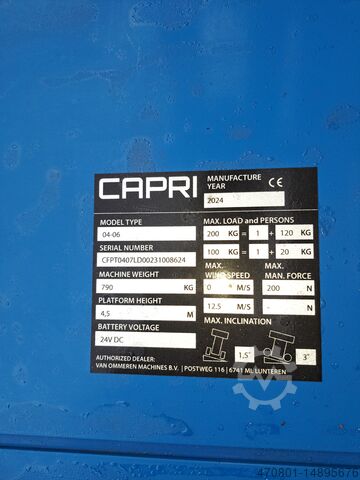 CAPRI
MANUFACTURE
YEAR
CE
2024
MODEL TYPE
04-06
SERIAL NUMBER
CFPT0407LD00231008624
MACHINE WEIGHT
790 KG
PLATFORM HEIGHT
4,5 M
BATTERY VOLTAGE
24V DC
MAX. LOAD and PERSONS
200 KG = 1 + 120 KG
100 KG = 1 + 20 KG
MAX.
WIND SPEED
0 M/S
12.5 M/S
MAX.
MAN. FORCE
200 N
- N
MAX. INCLINATION
1,5° 3°
AUTHORIZED DEALER:
VAN OMMEREN MACHINES B.V. | POSTWEG 116 | 6741 ML LUNTEREN
470801-14895676